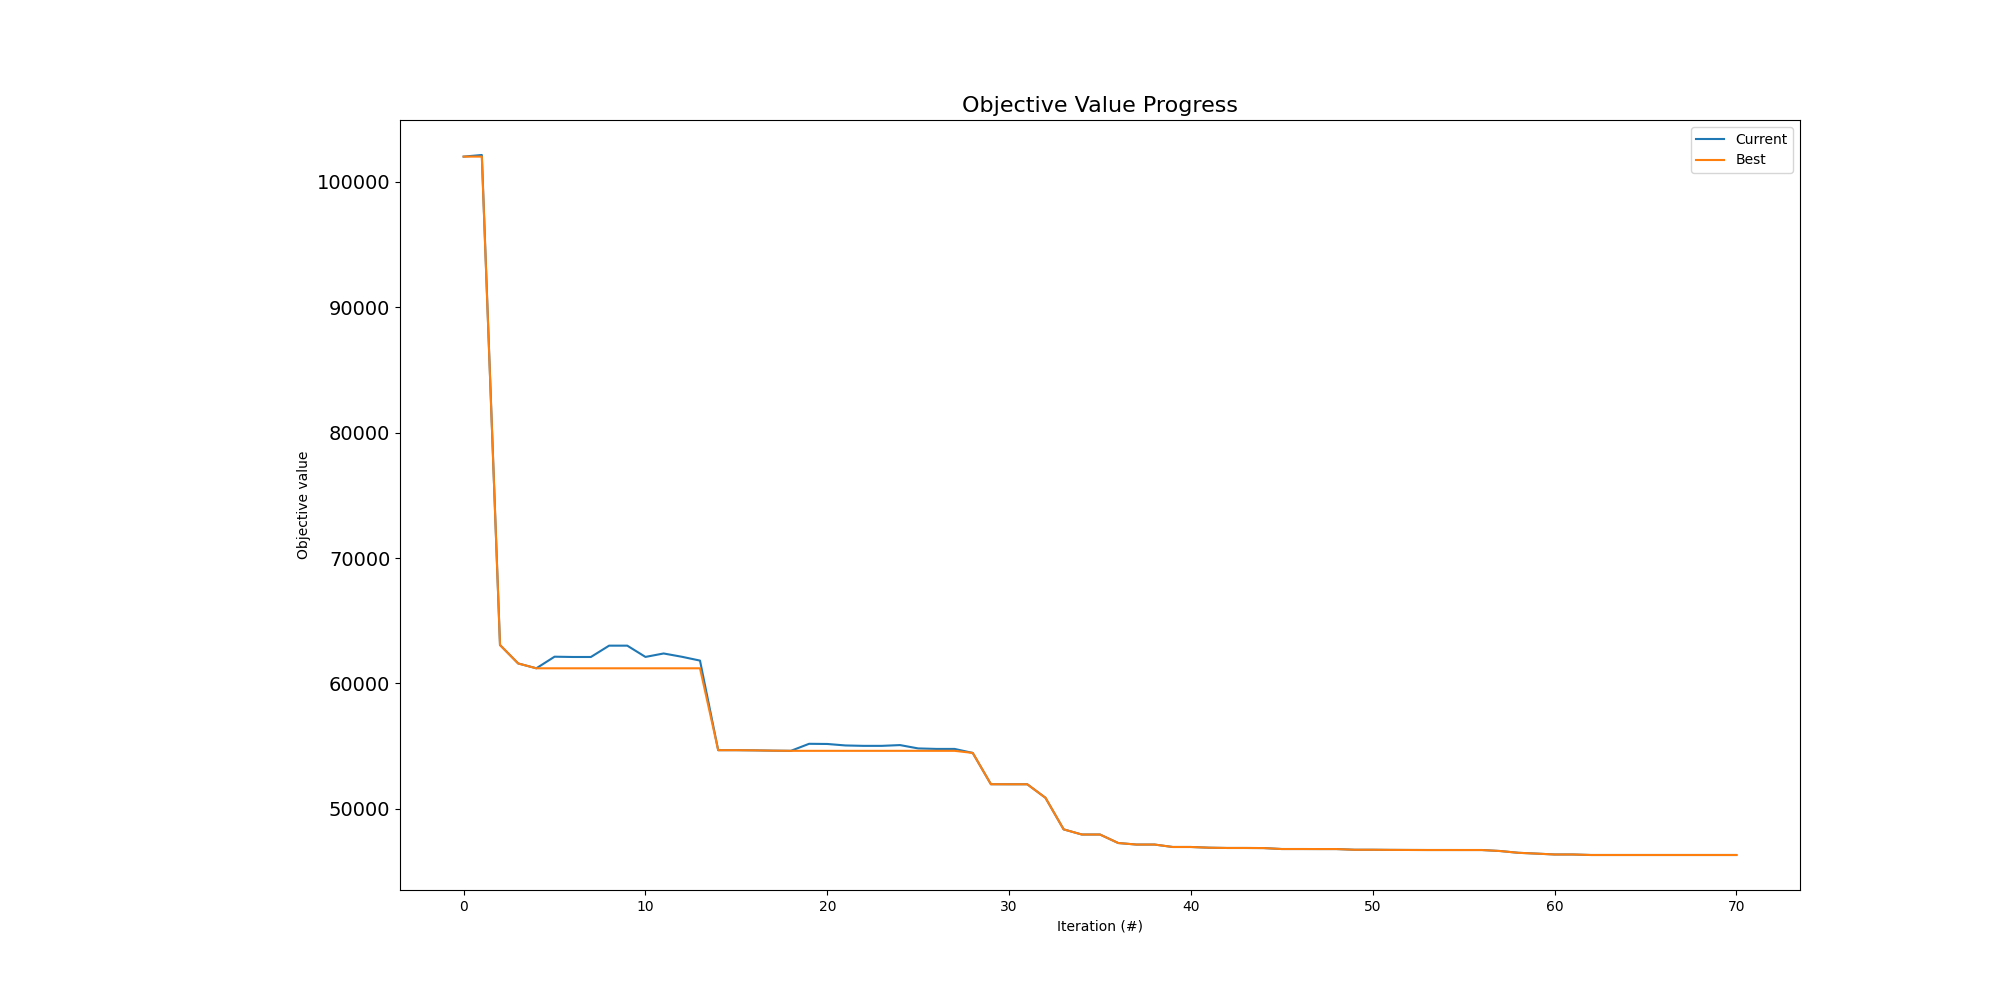 Objective Value Progress
Current
Best
100000
90000
80000
70000
60000
50000
Objective value
0 10 20 30 40 50 60 70
Iteration (#)